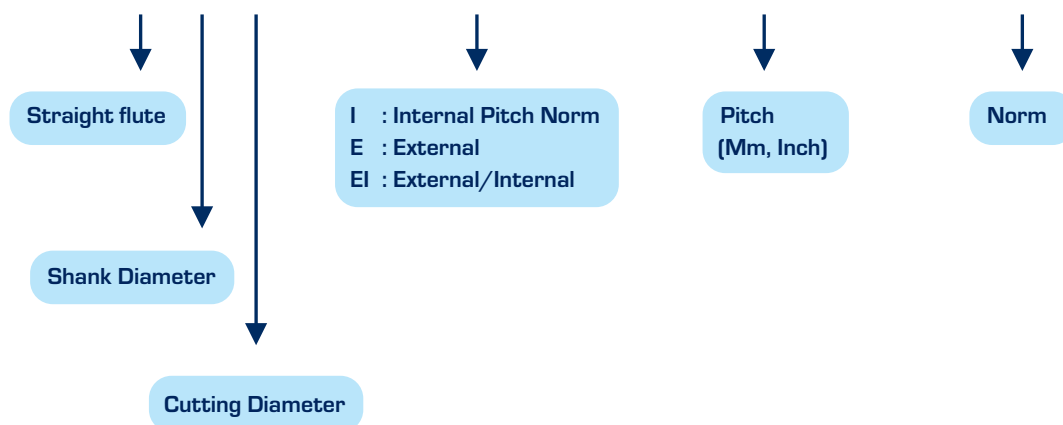 Straight flute
I : Internal Pitch Norm
E : External
EI : External/Internal
Pitch
(Mm, Inch)
Norm
Shank Diameter
Cutting Diameter